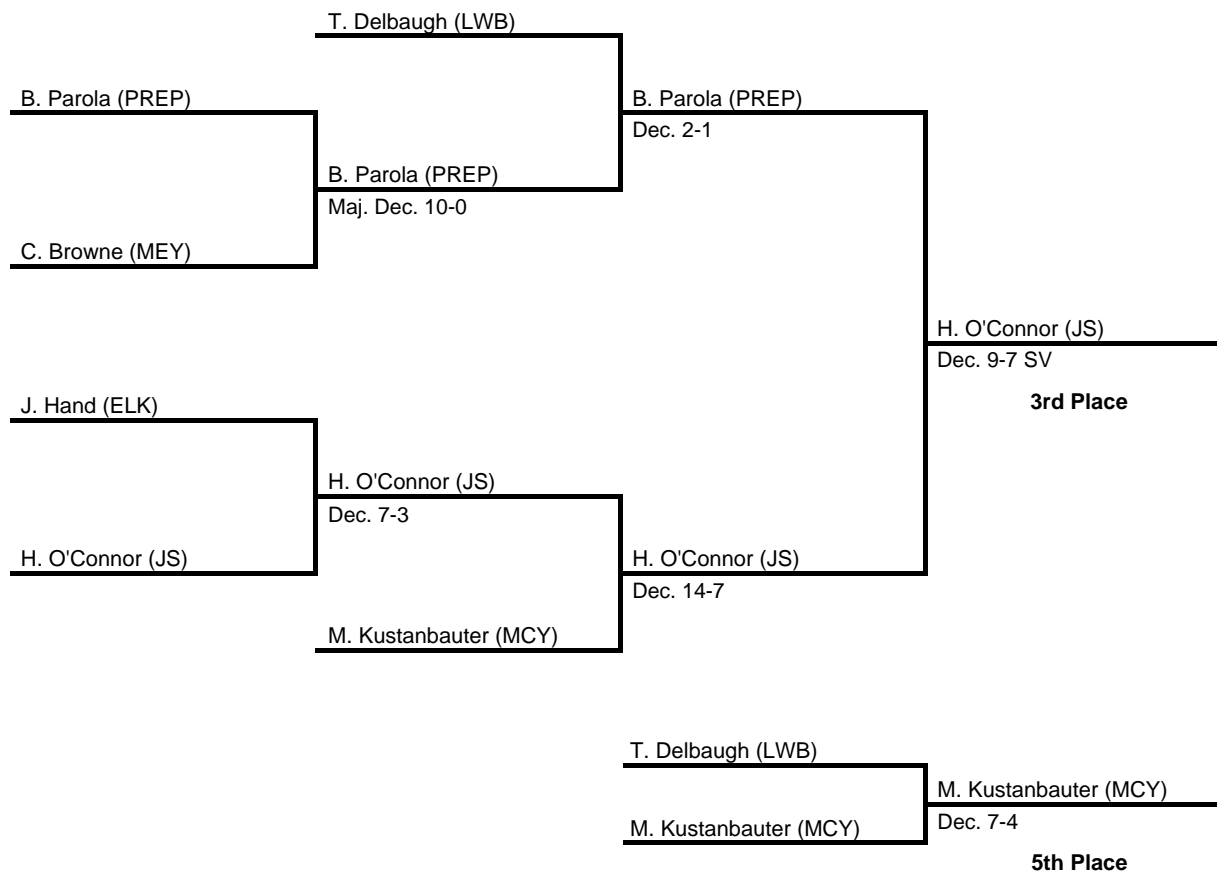 T. Delbaugh (LWB)
B. Parola (PREP)
B. Parola (PREP)
Dec. 2-1
B. Parola (PREP)
Maj. Dec. 10-0
C. Browne (MEY)
H. O'Connor (JS)
Dec. 9-7 SV
3rd Place
J. Hand (ELK)
H. O'Connor (JS)
Dec. 7-3
H. O'Connor (JS)
H. O'Connor (JS)
Dec. 14-7
M. Kustanbauter (MCY)
T. Delbaugh (LWB)
M. Kustanbauter (MCY)
Dec. 7-4
M. Kustanbauter (MCY)
5th Place